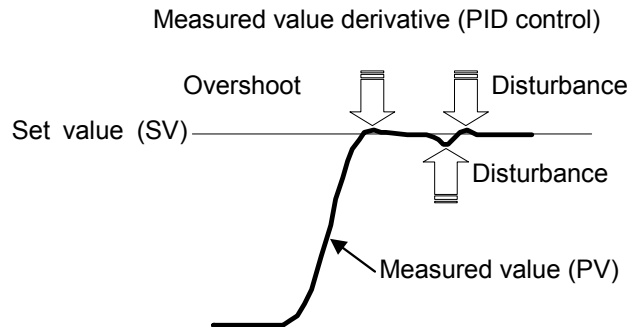 Measured value derivative (PID control)
Overshoot
Disturbance
Set value (SV)
Disturbance
Measured value (PV)